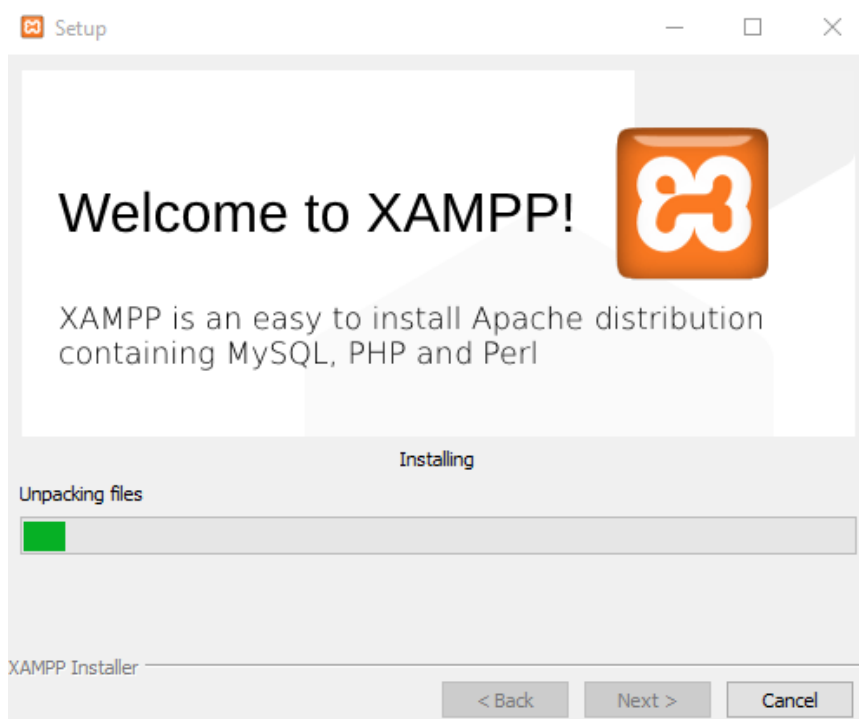 Setup
Welcome to XAMPP!
XAMPP is an easy to install Apache distribution
containing MySQL, PHP and Perl
Installing
Unpacking files
XAMPP Installer
< Back
Next >
Cancel